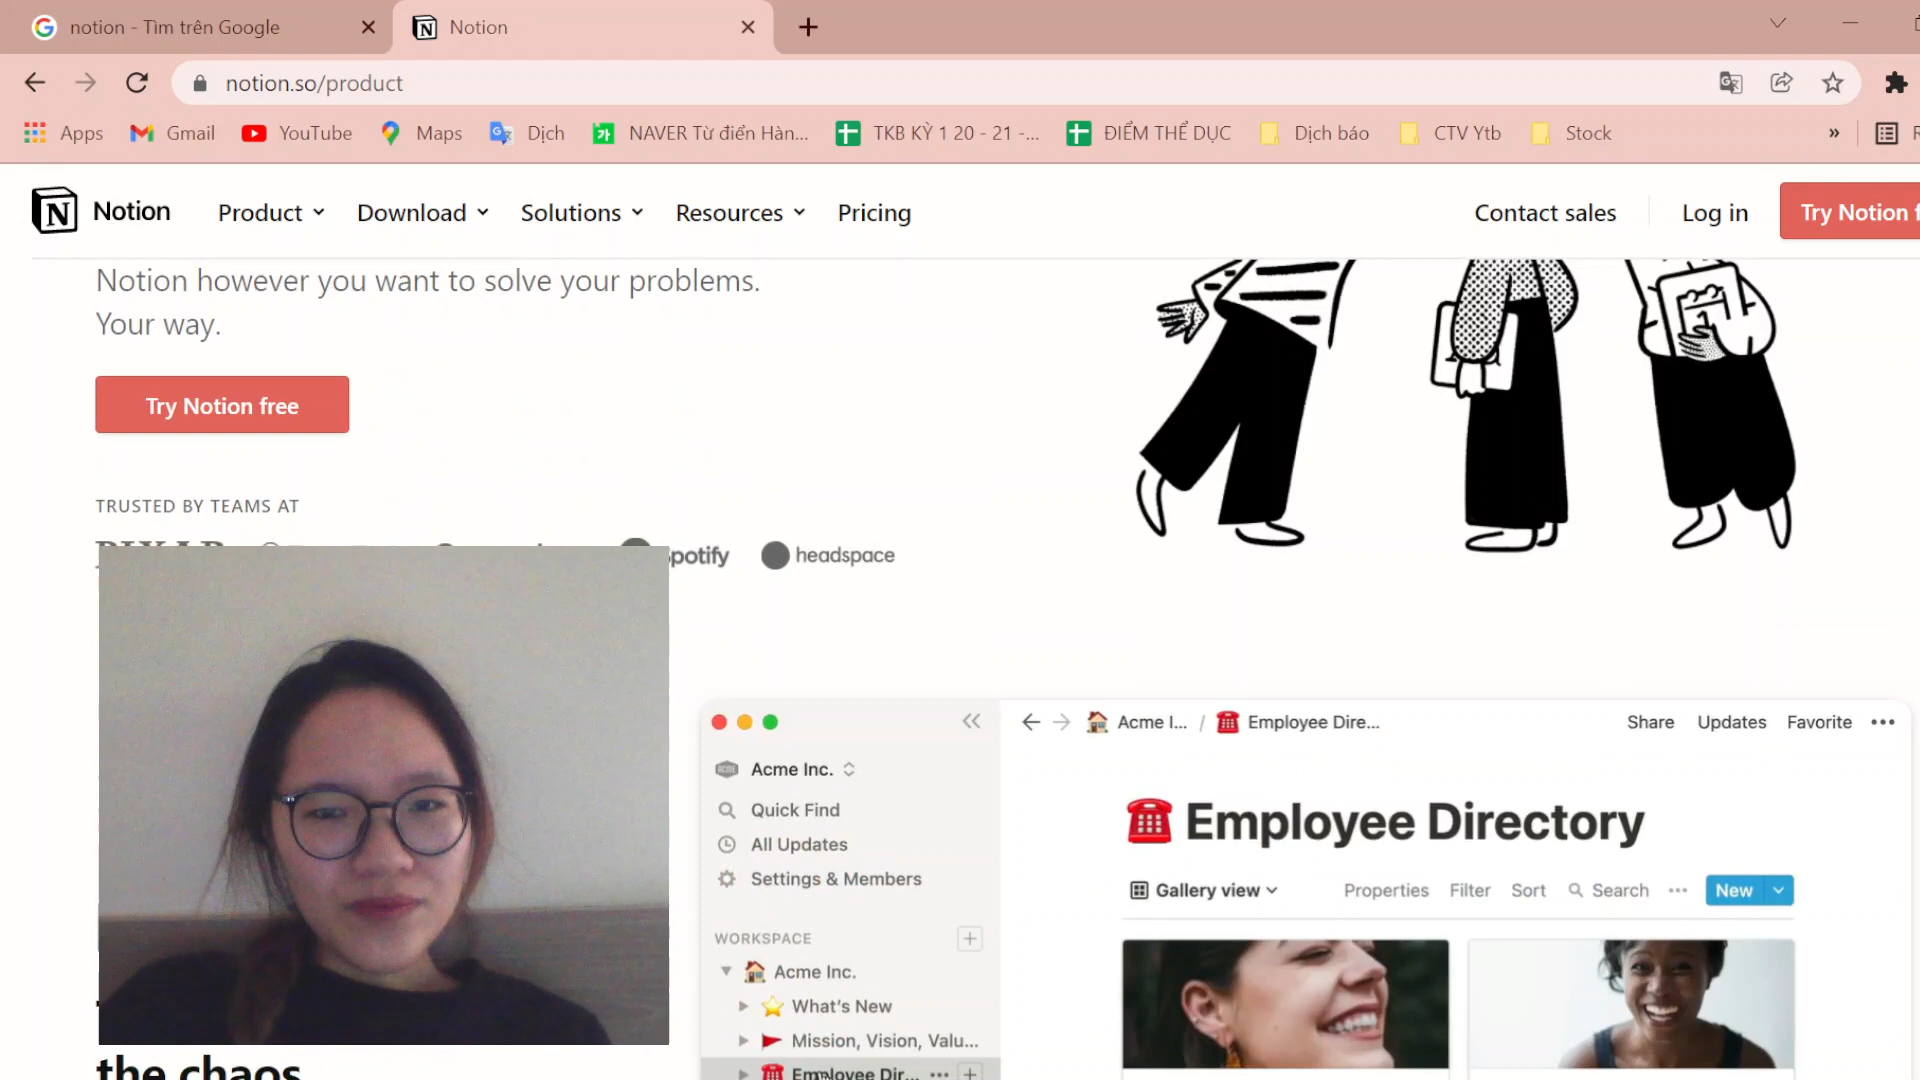 notion - Tìm trên Google
Notion
notion.so/product
Apps
Gmail
YouTube
Maps
Dịch
NAVER Từ điển Hàn...
TKB KỲ 1 20 - 21 -...
ĐIỂM THỂ DỤC
Dịch báo
CTV Ytb
Stock
»
Notion
Product
Download
Solutions
Resources
Pricing
Contact sales
Log in
Try Notion f
Notion however you want to solve your problems.
Your way.
Try Notion free
TRUSTED BY TEAMS AT
PIXAR
potify
headspace
Acme Inc.
Quick Find
All Updates
Settings & Members
WORKSPACE
Acme Inc.
What's New
Mission, Vision, Valu...
Employee Dir...
Acme I... / Employee Dire...
Share
Updates
Favorite
Employee Directory
Gallery view
Properties
Filter
Sort
Search
New
the chaos